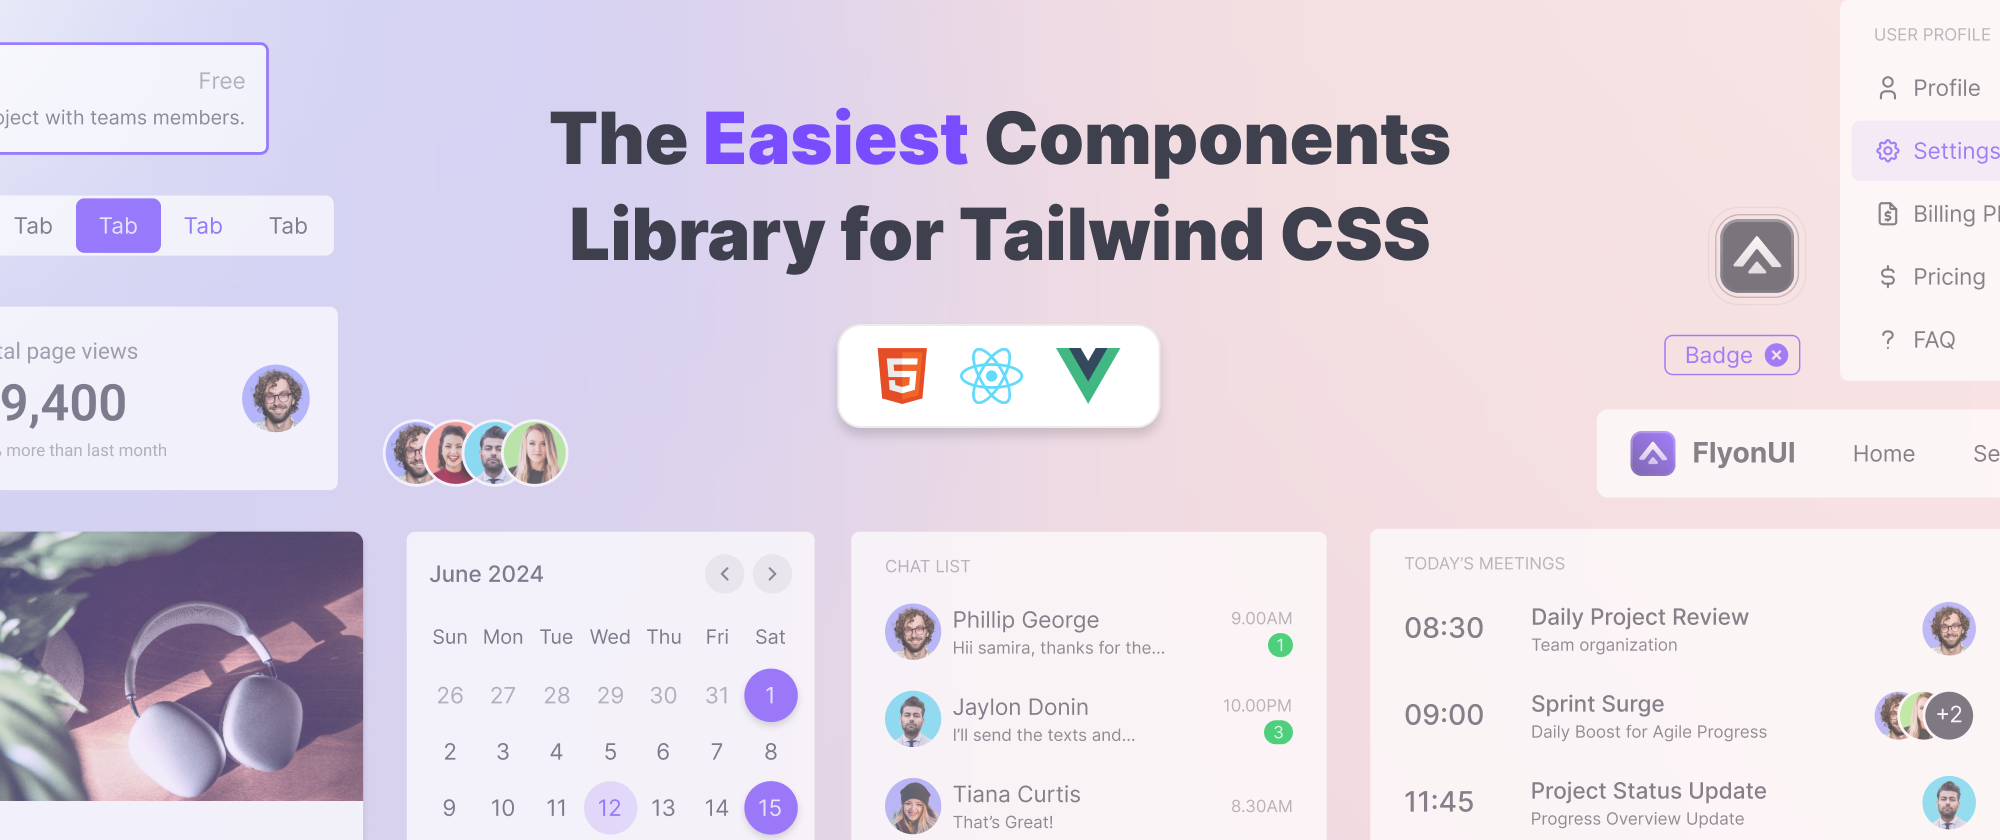 Free
oject with teams members.
Tab Tab Tab Tab
tal page views
9,400
more than last month
The Easiest Components
Library for Tailwind CSS
USER PROFILE
Profile
Settings
Billing Pl
Pricing
? FAQ
Badge
FlyonUI Home Se
June 2024
Sun Mon Tue Wed Thu Fri Sat
26 27 28 29 30 31 1
2 3 4 5 6 7 8
9 10 11 12 13 14 15
CHAT LIST
Phillip George 9.00AM
Hii samira, thanks for the... 1
Jaylon Donin 10.00PM
I'll send the texts and... 3
Tiana Curtis 8.30AM
That's Great!
TODAY'S MEETINGS
08:30 Daily Project Review
Team organization
09:00 Sprint Surge +2
Daily Boost for Agile Progress
11:45 Project Status Update
Progress Overview Update